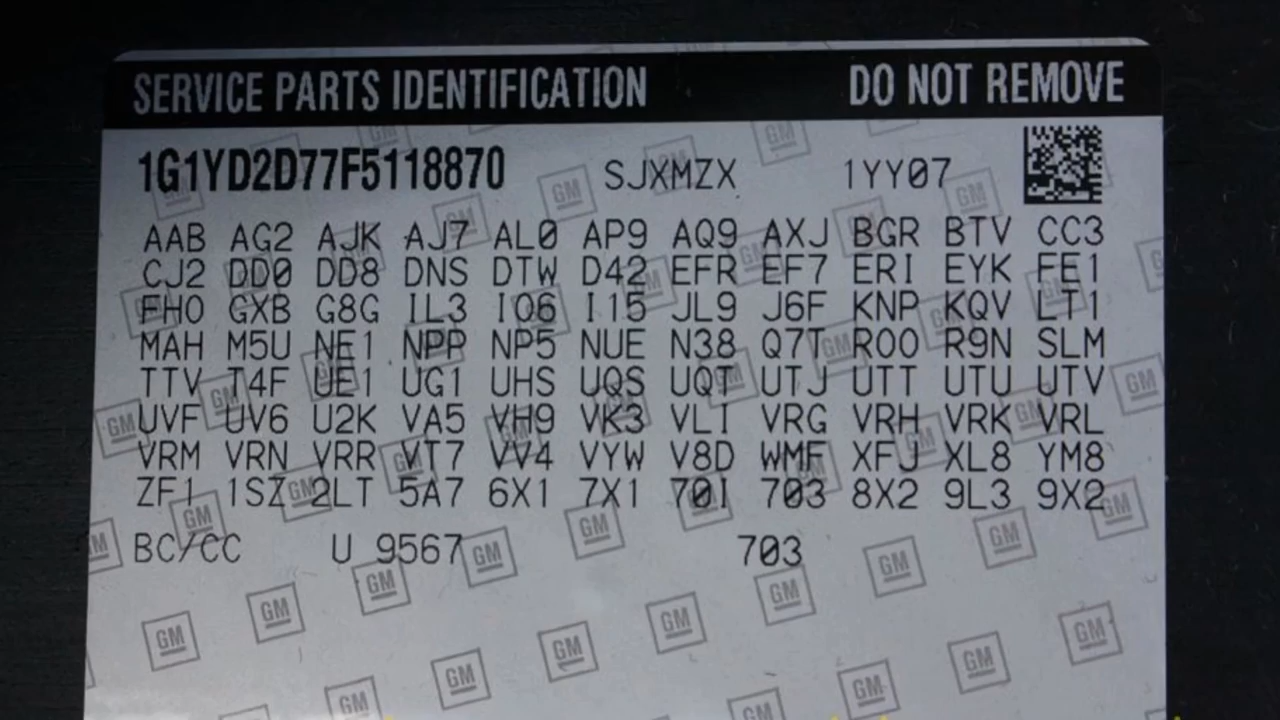 SERVICE PARTS IDENTIFICATION DO NOT REMOVE
1G1YD2D77F5118870 SJXMZX 1YY07
AAB AG2 AJK AJ7 AL0 AP9 AQ9 AXJ BGR BTV CC3
CJ2 DD0 DD8 DNS DTW D42 EFR EF7 ERI EYK FE1
FHO GXB G8G IL3 IO6 I15 JL9 J6F KNP KQV LT1
MAH M5U NE1 NPP NP5 NUE N38 Q7T ROO R9N SLM
TTV T4F UE1 UG1 UHS UQS UQT UTJ UTT UTU UTV
UVF UV6 U2K VA5 VH9 VK3 VLI VRG VRH VRK VRL
VRM VRN VRR VT7 VV4 VYW V8D WMF XFJ XL8 YM8
ZF1 1SZ 2LT 5A7 6X1 7X1 70I 703 8X2 9L3 9X2
BC/CC U 9567 703